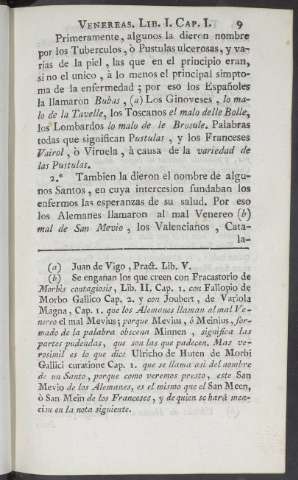 VENEREAS. LIB. I. CAP. I. 9
Primeramente, algunos la dieron nombre
por los Tuberculos, ò Pustulas ulcerosas, y va-
rias de la piel, las que en el principio eran,
si no el unico, à lo menos el principal simpto-
ma de la enfermedad; por eso los Españoles
la llamaron Bubas, (a) Los Ginoveses, lo ma-
lo de la Tavelle, los Toscanos el malo delle Bolle,
los Lombardos lo malo de le Brosule. Palabras
todas que significan Pustulas, y los Franceses
Vairol, ò Viruela, à causa de la variedad de
las Pustulas.
2.º Tambien la dieron el nombre de algu-
nos Santos, en cuya intercesion fundaban los
enfermos las esperanzas de su salud. Por eso
los Alemanes llamaron al mal Venereo (b)
mal de San Mevio, los Valencianos, Cata-
la-
(a) Juan de Vigo, Pract. Lib. V.
(b) Se engañan los que creen con Fracastorio de
Morbis contagiosis, Lib. II. Cap. 1. con Fallopio de
Morbo Gallico Cap. 2. y con Joubert, de Variola
Magna, Cap. 1. que los Alemanes llaman al mal Ve-
nereo el mal Mevius; porque Mevius, ò Meinius, for-
mado de la palabra obscena Minnen, significa las
partes pudendas, que son las que padecen. Mas ve-
rosimil es lo que dice Ulricho de Huten de Morbi
Gallici curatione Cap. 1. que se llama asi del nombre
de un Santo, porque como veremos presto, este San
Mevio de los Alemanes, es el mismo que el San Meen,
ò San Mein de los Franceses, y de quien se hará men-
cion en la nota siguiente.